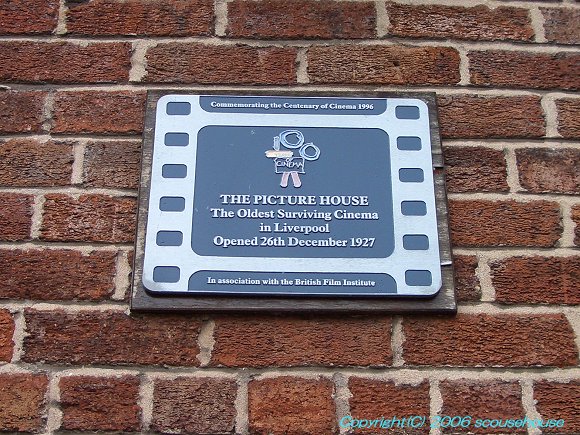 Commemorating the Centenary of Cinema 1996
OF
CINEMA
THE PICTURE HOUSE
The Oldest Surviving Cinema
in Liverpool
Opened 26th December 1927
In association with the British Film Institute
Copyright(C) 2006 scousehouse